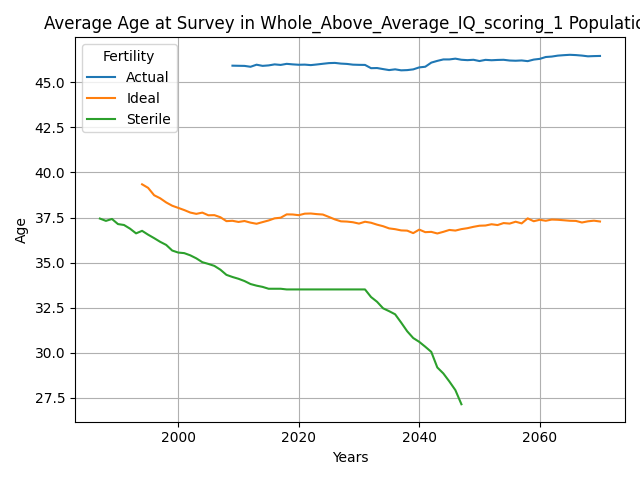 Average Age at Survey in Whole_Above_Average_IQ_scoring_1 Populatio
Fertility
Actual
Ideal
Sterile
45.0
42.5
40.0
37.5
35.0
32.5
30.0
27.5
Age
2000
2020
2040
2060
Years